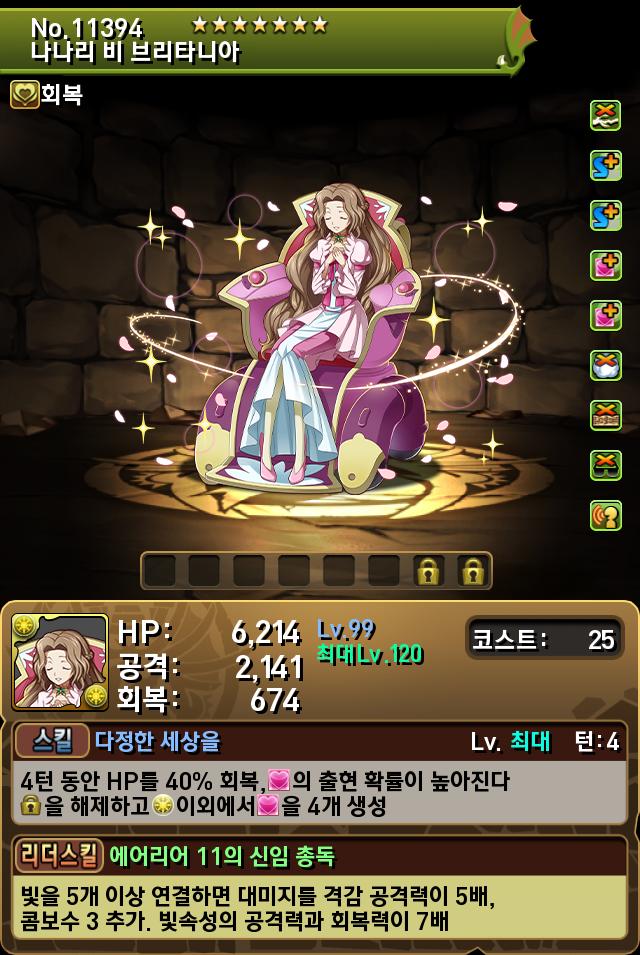 No.11394
나나리 비 브리타니아
회복
HP: 6,214 Lv.99
공격: 2,141 최대Lv.120
회복: 674
코스트: 25
스킬 다정한 세상을 Lv. 최대 턴:4
4턴 동안 HP를 40% 회복,의 출현 확률이 높아진다
을 해제하고 이외에서 을 4개 생성
리더스킬 에어리어 11의 신임 총독
빛을 5개 이상 연결하면 대미지를 격감 공격력이 5배,
콤보수 3 추가. 빛속성의 공격력과 회복력이 7배